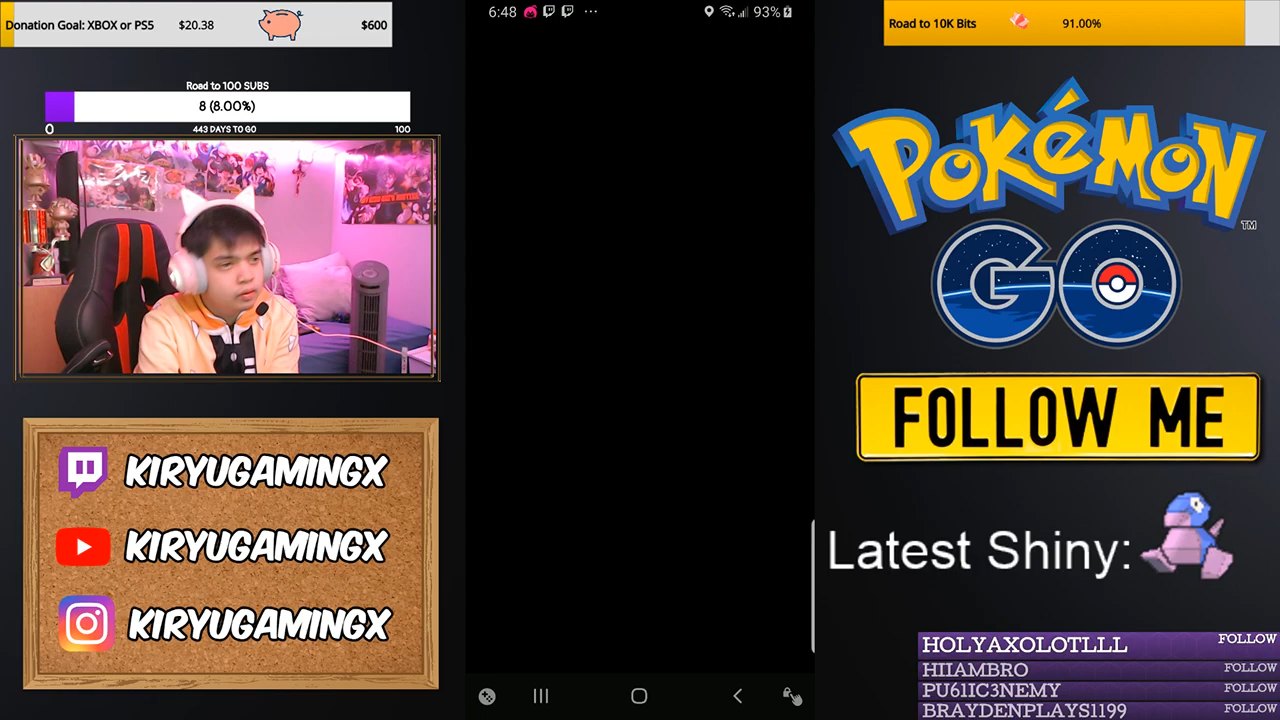 Donation Goal: XBOX or PS5 $20.38 $600
Road to 100 SUBS
8 (8.00%)
0 443 DAYS TO GO 100
KIRYUGAMINGX
KIRYUGAMINGX
KIRYUGAMINGX
6:48 ... 93%
Road to 10K Bits 91.00%
POKÉMON
TM
GO
FOLLOW ME
Latest Shiny:
HOLYAXOLOTLLL FOLLOW
HIIAMBRO FOLLOW
PU61IC3NEMY FOLLOW
BRAYDENPLAYS1199 FOLLOW